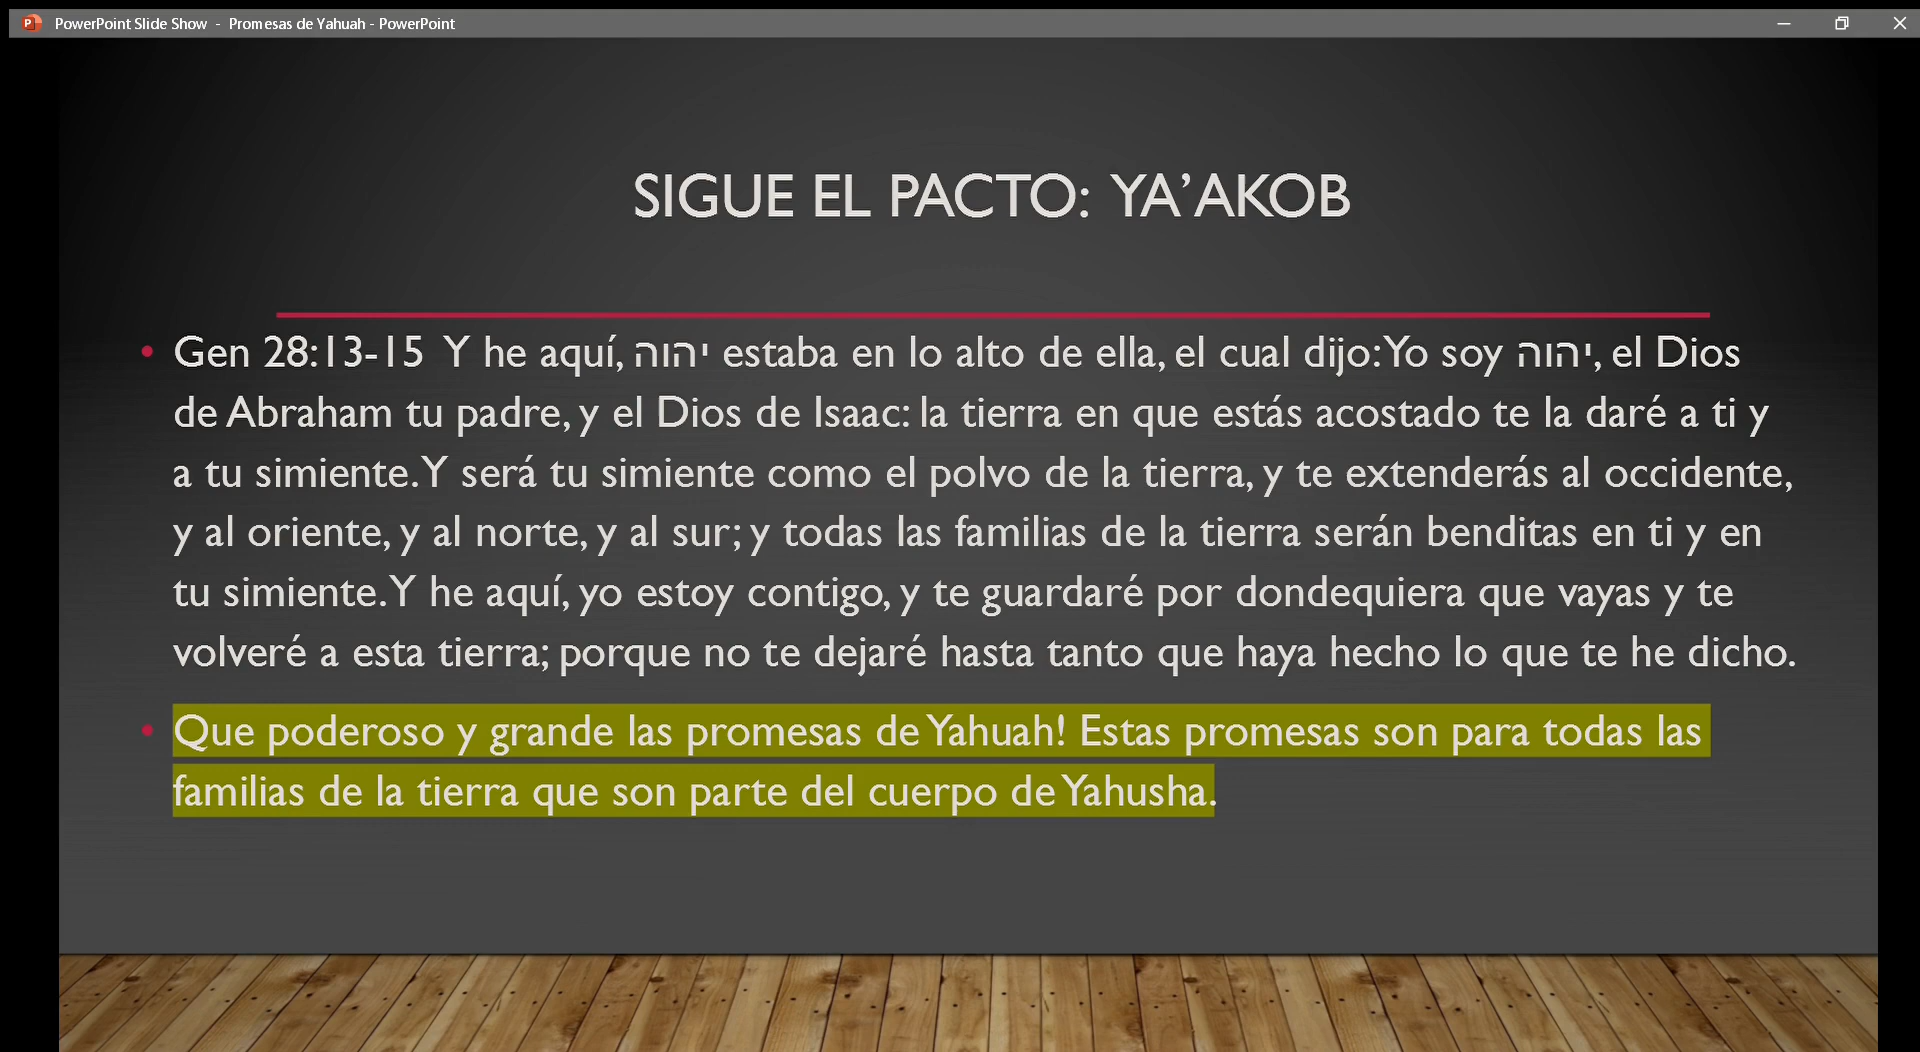 PowerPoint Slide Show - Promesas de Yahuah - PowerPoint
SIGUE EL PACTO: YA’AKOB
• Gen 28:13-15 Y he aquí, יהוה estaba en lo alto de ella, el cual dijo: Yo soy יהוה, el Dios
de Abraham tu padre, y el Dios de Isaac: la tierra en que estás acostado te la daré a ti y
a tu simiente. Y será tu simiente como el polvo de la tierra, y te extenderás al occidente,
y al oriente, y al norte, y al sur; y todas las familias de la tierra serán benditas en ti y en
tu simiente. Y he aquí, yo estoy contigo, y te guardaré por dondequiera que vayas y te
volveré a esta tierra; porque no te dejaré hasta tanto que haya hecho lo que te he dicho.
• Que poderoso y grande las promesas de Yahuah! Estas promesas son para todas las
familias de la tierra que son parte del cuerpo de Yahusha.